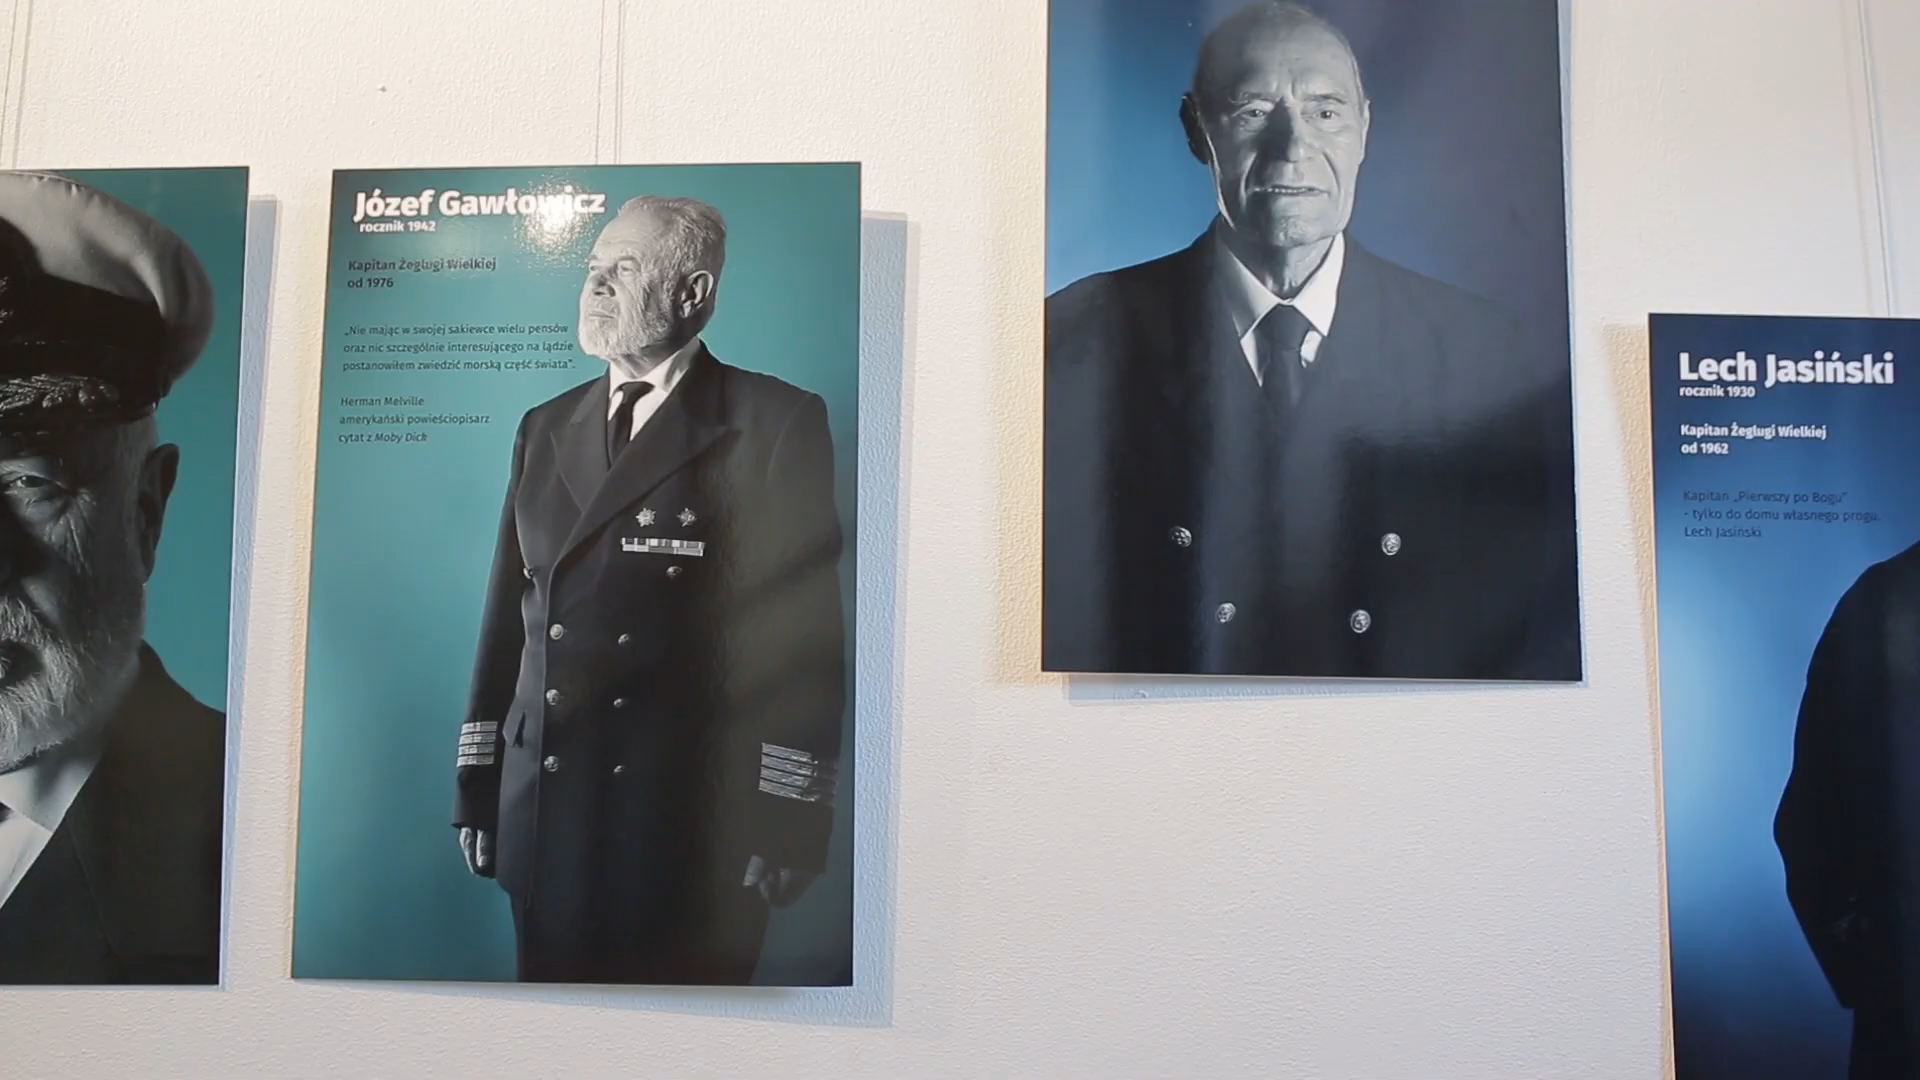 Józef Gawłowicz
rocznik 1942
Kapitan Żeglugi Wielkiej
od 1976
„Nie mając w swojej sakiewce wielu pensów
oraz nic szczególnie interesującego na lądzie
postanowiłem zwiedzić morską część świata".
Herman Melville
amerykański powieściopisarz
cytat z Moby Dick
Lech Jasiński
rocznik 1930
Kapitan Żeglugi Wielkiej
od 1962
Kapitan „Pierwszy po Bogu"
- tylko do domu własnego progu.
Lech Jasiński